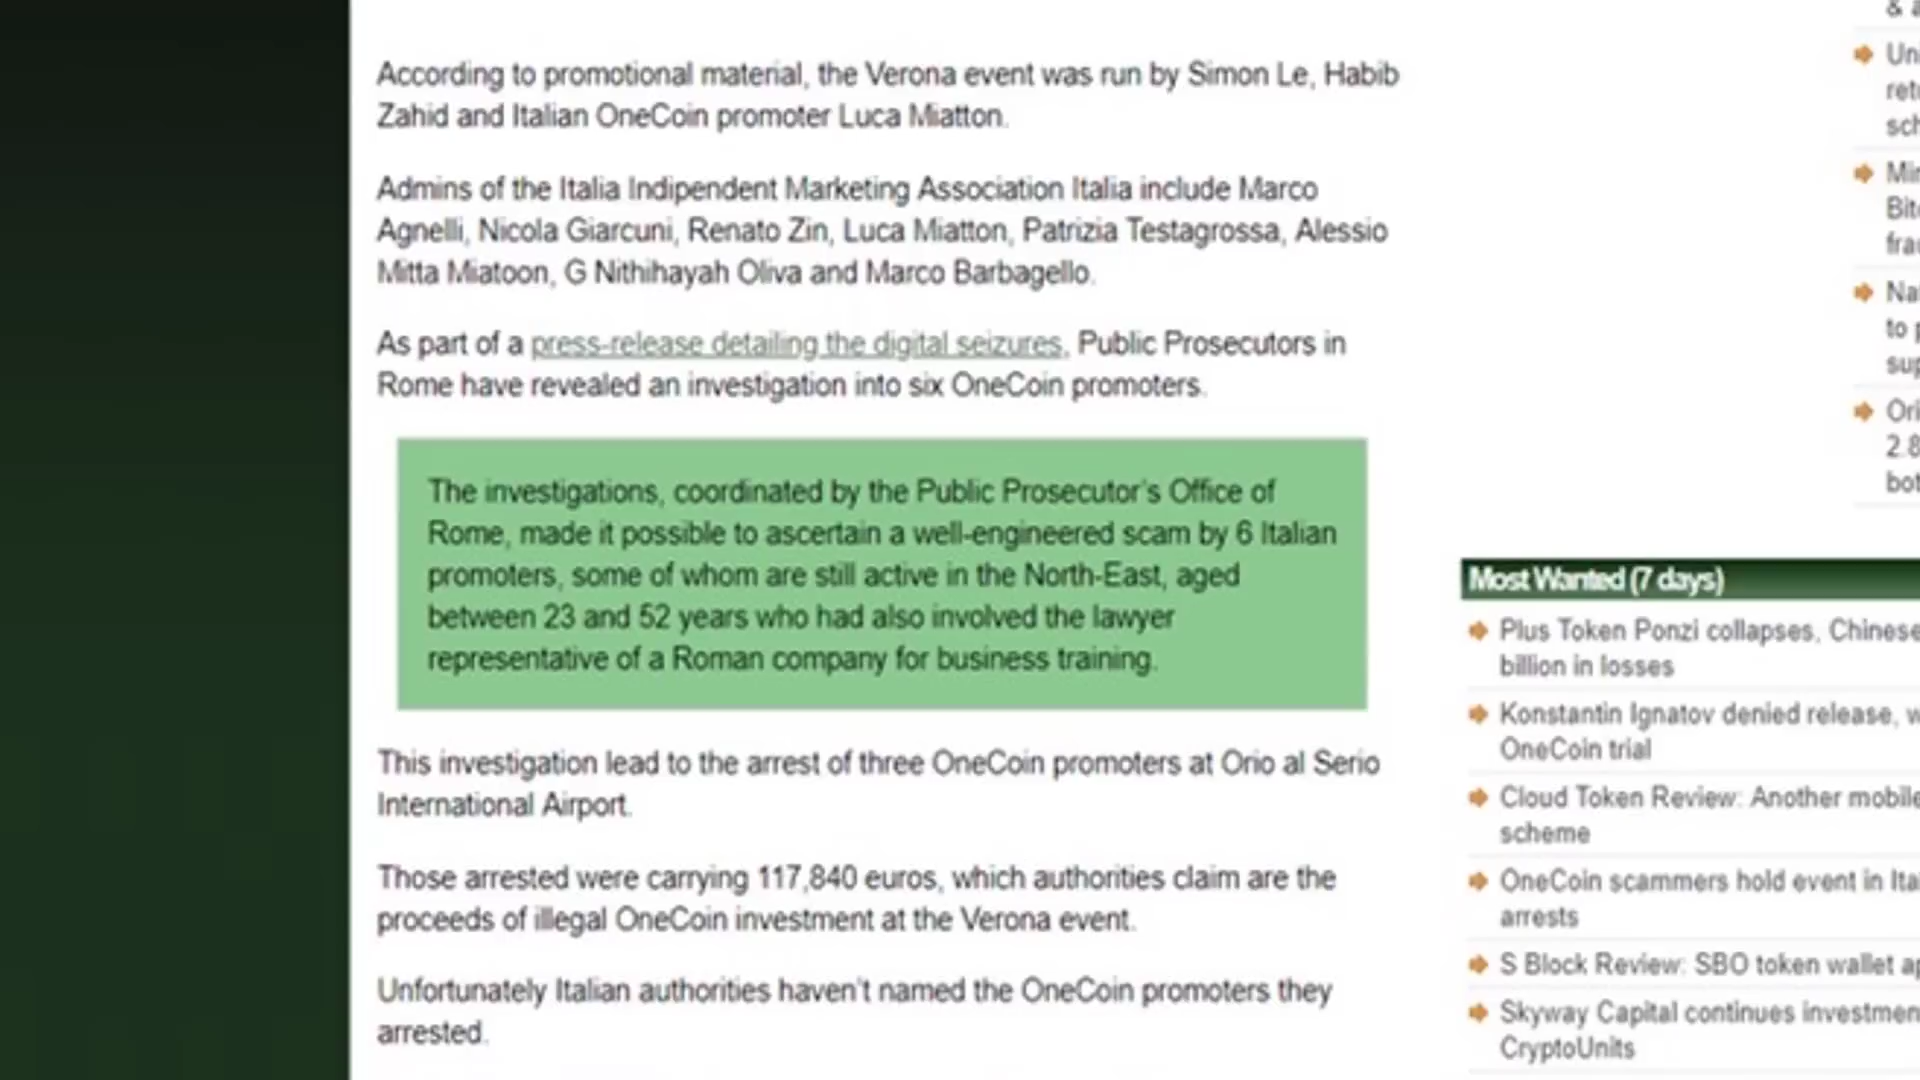 According to promotional material, the Verona event was run by Simon Le, Habib
Zahid and Italian OneCoin promoter Luca Miatton.
Admins of the Italia Indipendent Marketing Association Italia include Marco
Agnelli, Nicola Giarcuni, Renato Zin, Luca Miatton, Patrizia Testagrossa, Alessio
Mitta Miatoon, G Nithihayah Oliva and Marco Barbagello.
As part of a press-release detailing the digital seizures, Public Prosecutors in
Rome have revealed an investigation into six OneCoin promoters.
The investigations, coordinated by the Public Prosecutor's Office of
Rome, made it possible to ascertain a well-engineered scam by 6 Italian
promoters, some of whom are still active in the North-East, aged
between 23 and 52 years who had also involved the lawyer
representative of a Roman company for business training.
This investigation lead to the arrest of three OneCoin promoters at Orio al Serio
International Airport.
Those arrested were carrying 117,840 euros, which authorities claim are the
proceeds of illegal OneCoin investment at the Verona event.
Unfortunately Italian authorities haven't named the OneCoin promoters they
arrested.
&
to
2.8
Most Wanted (7 days)
Plus Token Ponzi collapses, Chinese
billion in losses
Konstantin Ignatov denied release,
OneCoin trial
Cloud Token Review: Another mobile
scheme
OneCoin scammers hold event in
arrests
S Block Review: SBO token wallet
Skyway Capital continues
CryptoUnits